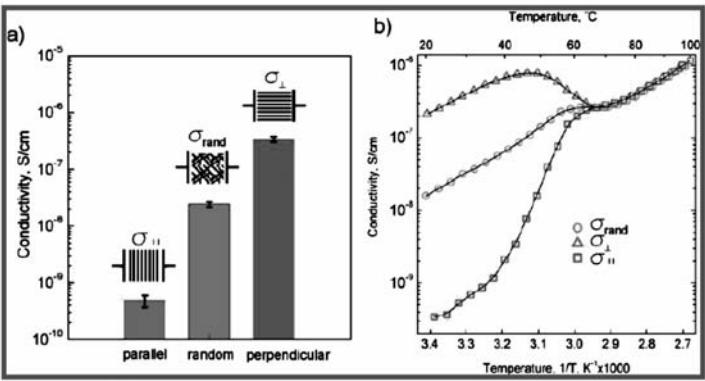 a)
Conductivity, S/cm
10⁻⁵
10⁻⁶
10⁻⁷
10⁻⁸
10⁻⁹
10⁻¹⁰
σ||
σrand
σ⊥
parallel random perpendicular
b)
Temperature, °C
20 40 60 80 100
Conductivity, S/cm
10⁻⁶
10⁻⁷
10⁻⁸
10⁻⁹
σrand
σ⊥
σ||
3.4 3.3 3.2 3.1 3.0 2.9 2.8 2.7
Temperature, 1/T, K⁻¹x1000